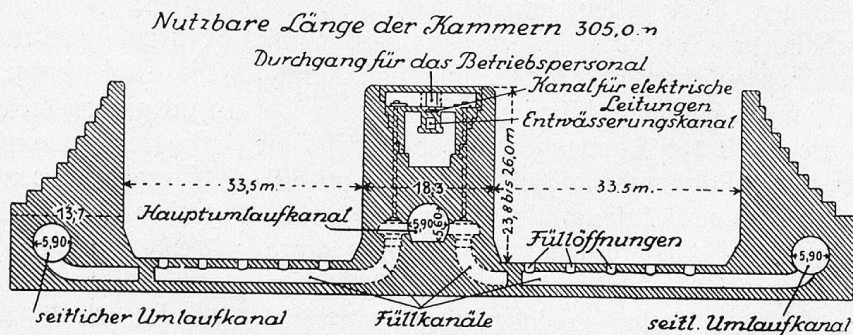 Nutzbare Länge der Kammern 305,0 m
Durchgang für das Betriebspersonal
Kanal für elektrische
Leitungen
Entwässerungskanal
23,8 bis 26,0 m
33,5 m.
18,3
33.5 m.
13,7
Hauptumlaufkanal
5,90
5,60
Füllöffnungen
5,90
5,90
seitlicher Umlaufkanal
Füllkanäle
seitl. Umlaufkanal